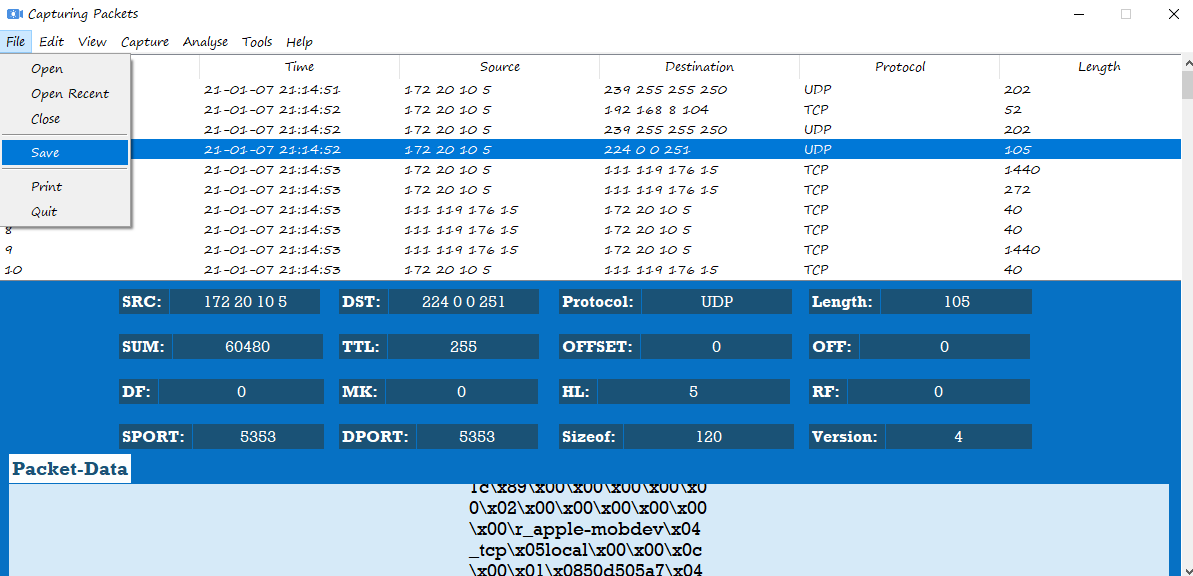 Capturing Packets
File Edit View Capture Analyse Tools Help
Time Source Destination Protocol Length
Open
Open Recent
Close
Save
Print
Quit
21-01-07 21:14:51 172 20 10 5 239 255 255 250 UDP 202
21-01-07 21:14:52 172 20 10 5 192 168 8 104 TCP 52
21-01-07 21:14:52 172 20 10 5 239 255 255 250 UDP 202
21-01-07 21:14:52 172 20 10 5 224 0 0 251 UDP 105
21-01-07 21:14:53 172 20 10 5 111 119 176 15 TCP 1440
21-01-07 21:14:53 172 20 10 5 111 119 176 15 TCP 272
21-01-07 21:14:53 111 119 176 15 172 20 10 5 TCP 40
8 21-01-07 21:14:53 111 119 176 15 172 20 10 5 TCP 40
9 21-01-07 21:14:53 111 119 176 15 172 20 10 5 TCP 1440
10 21-01-07 21:14:53 172 20 10 5 111 119 176 15 TCP 40
SRC: 172 20 10 5 DST: 224 0 0 251 Protocol: UDP Length: 105
SUM: 60480 TTL: 255 OFFSET: 0 OFF: 0
DF: 0 MK: 0 HL: 5 RF: 0
SPORT: 5353 DPORT: 5353 Sizeof: 120 Version: 4
Packet-Data
1c\x89\x00\x00\x00\x00\x0
0\x02\x00\x00\x00\x00\x00
\x00\r_apple-mobdev\x04
_tcp\x05local\x00\x00\x0c
\x00\x01\x0850d505a7\x04